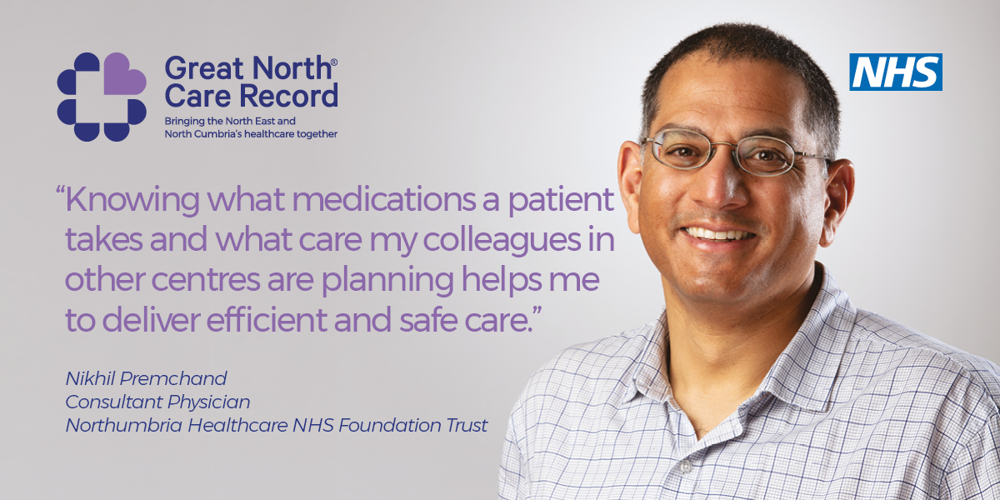 Great North®
Care Record
Bringing the North East and
North Cumbria's healthcare together
NHS
“Knowing what medications a patient
takes and what care my colleagues in
other centres are planning helps me
to deliver efficient and safe care.”
Nikhil Premchand
Consultant Physician
Northumbria Healthcare NHS Foundation Trust